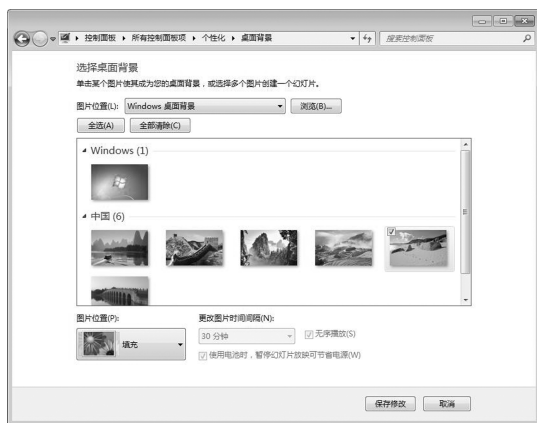 控制面板 ▸ 所有控制面板项 ▸ 个性化 ▸ 桌面背景
搜索控制面板
选择桌面背景
单击某个图片使其成为您的桌面背景，或选择多个图片创建一个幻灯片。
图片位置(L): Windows 桌面背景 浏览(B)...
全选(A) 全部清除(C)
Windows (1)
中国 (6)
图片位置(P): 更改图片时间间隔(N):
填充 30 分钟 无序播放(S)
使用电池时，暂停幻灯片放映可节省电源(W)
保存修改 取消